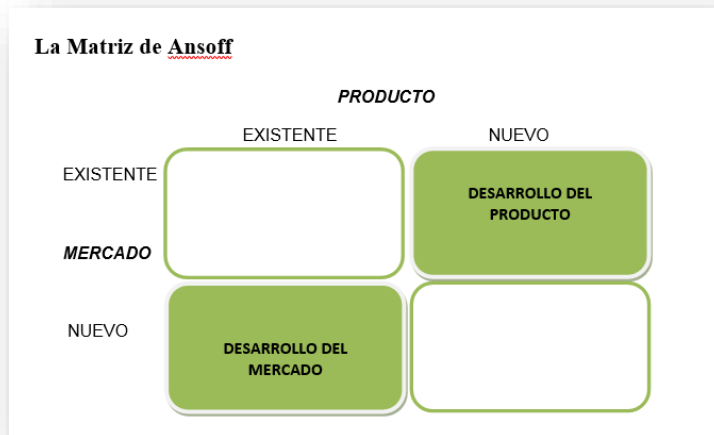 La Matriz de Ansoff
PRODUCTO
EXISTENTE NUEVO
EXISTENTE
DESARROLLO DEL
PRODUCTO
MERCADO
NUEVO
DESARROLLO DEL
MERCADO